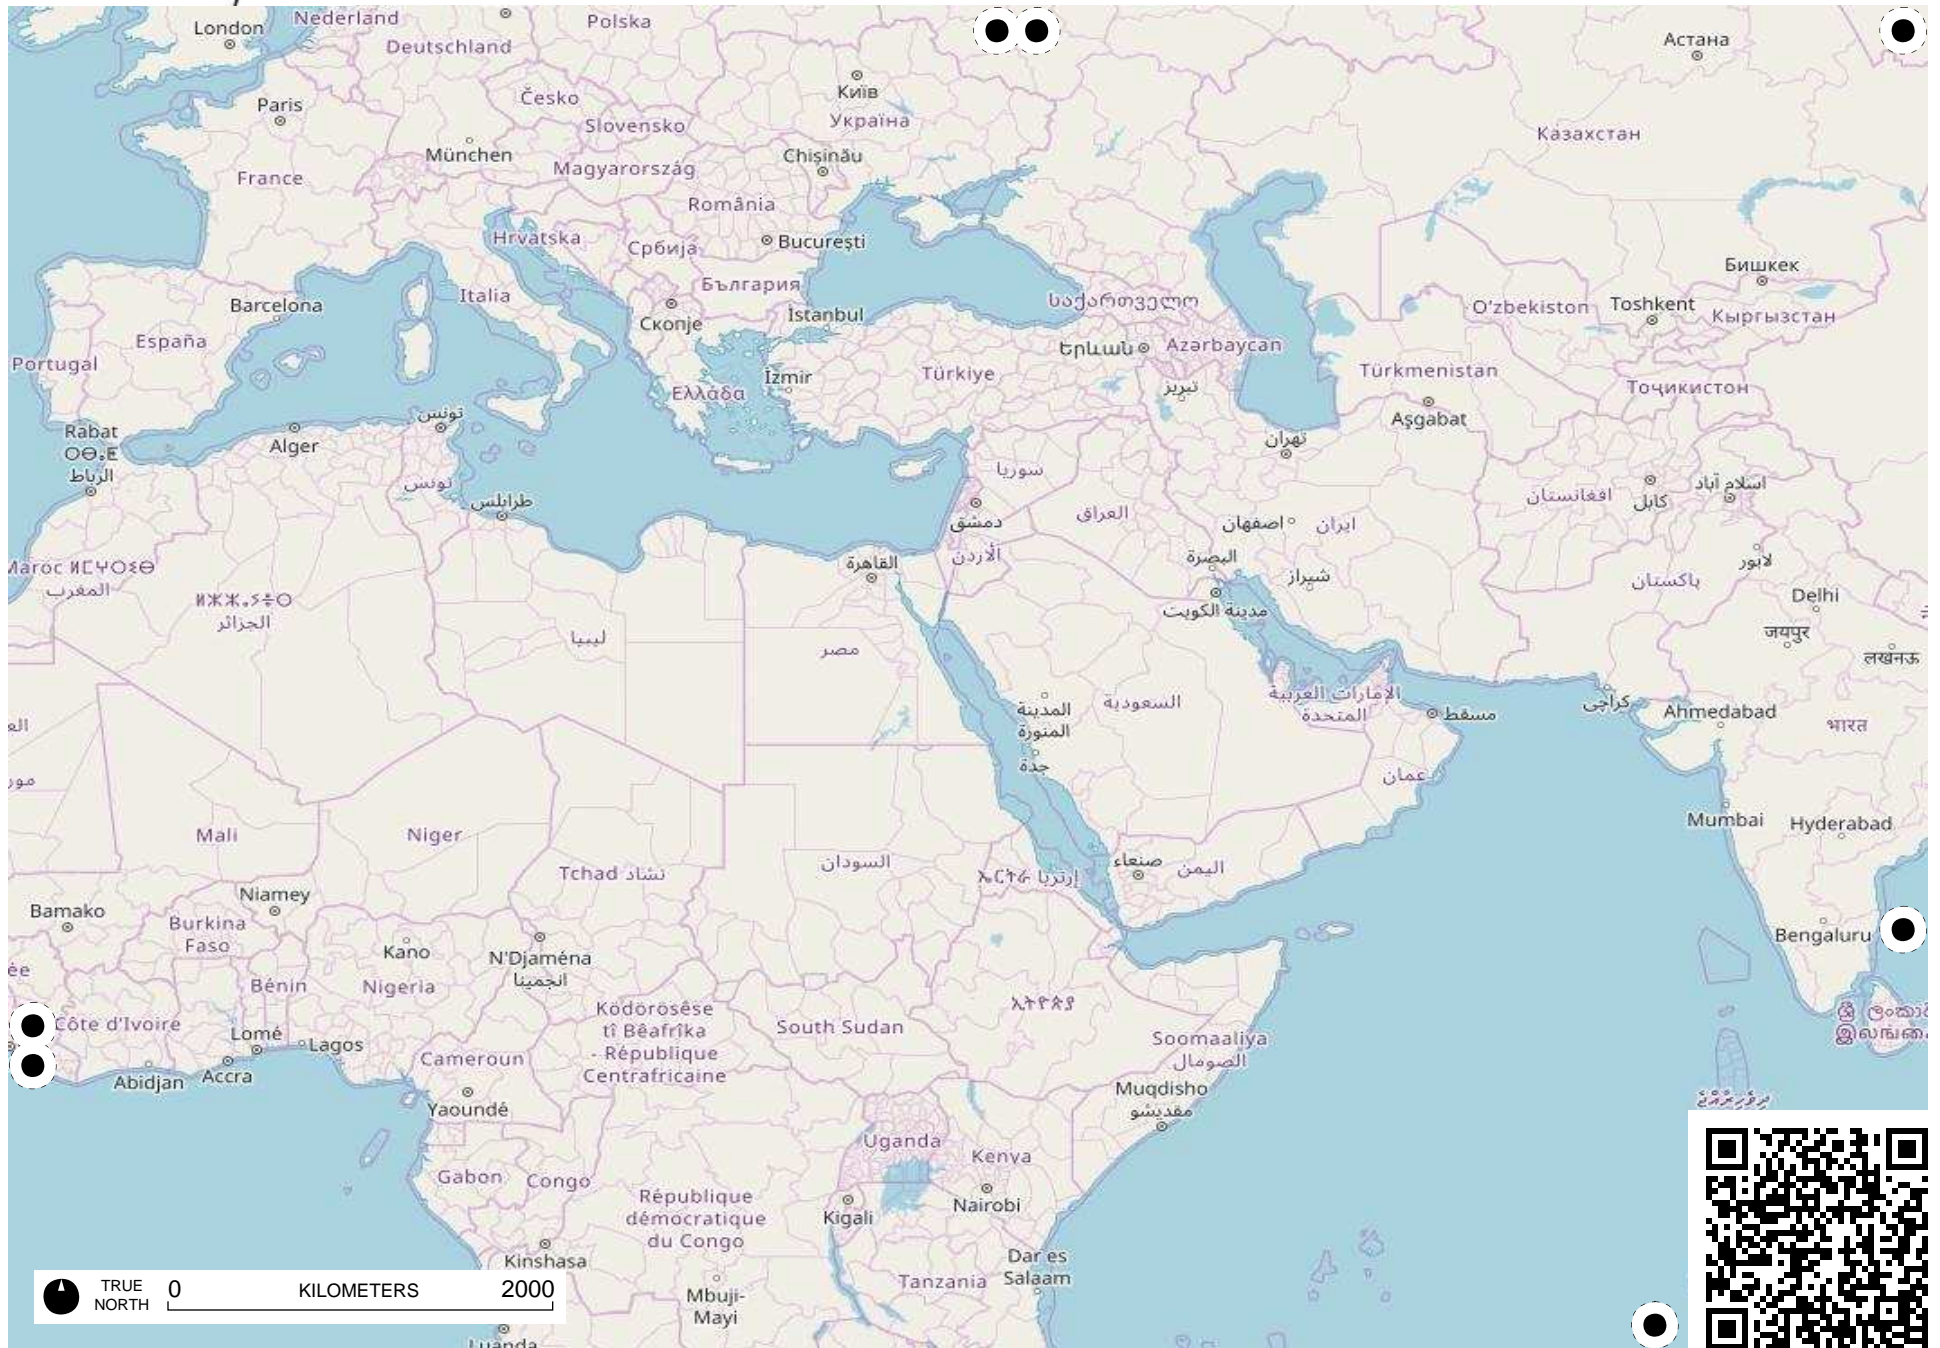 London
Nederland
Polska
Deutschland
Астана
Paris
Česko
Київ
Україна
Slovensko
Казахстан
München
Chișinău
Magyarország
France
România
Hrvatska
Србија
București
Бишкек
България
Italia
Barcelona
საქართველო
Oʻzbekiston
Toshkent
Кыргызстан
Скопје
İstanbul
España
Երևան
Azərbaycan
Portugal
Türkiye
Türkmenistan
İzmir
Ελλάδα
تبریز
Тоҷикистон
تونس
Aşgabat
Rabat
ⵔⴱⴰⵟ
الرباط
Alger
تهران
سوريا
تونس
طرابلس
افغانستان
کابل
اسلام آباد
دمشق
العراق
اصفهان
ایران
الأردن
القاهرة
البصرة
لاہور
Maroc ⵍⵎⵖⵔⵉⴱ
المغرب
شیراز
پاکستان
Delhi
ⵍⵣⵣⴰⵢⴻⵔ
الجزائر
مدينة الكويت
ليبيا
مصر
जयपुर
लखनऊ
المدينة
المنورة
السعودية
الإمارات العربية
المتحدة
مسقط
کراچی
Ahmedabad
भारत
جدة
عمان
Mali
Niger
Mumbai
Hyderabad
Tchad تشاد
السودان
ኤርትራ إرتريا
صنعاء
اليمن
Niamey
Bamako
Burkina
Faso
Kano
N'Djaména
انجمينا
Bengaluru
Bénin
Nigeria
Ködörösêse
tî Bêafrîka
- République
Centrafricaine
ኢትዮጵያ
Côte d'Ivoire
Lomé
Lagos
South Sudan
Soomaaliya
الصومال
Cameroun
Abidjan
Accra
Muqdisho
مقديشو
Yaoundé
ދިވެހިރާއްޖެ
Uganda
Kenya
Gabon
Congo
République
démocratique
du Congo
Kigali
Nairobi
Kinshasa
Dar es
Salaam
Tanzania
TRUE
NORTH
0 KILOMETERS 2000
Mbuji-
Mayi
Luanda